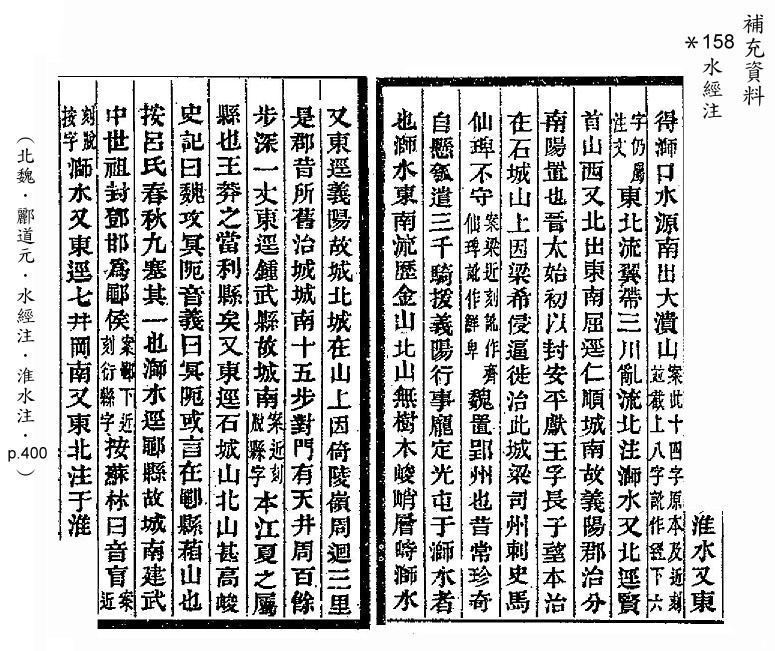 補充資料
*158 水經注
淮水又東
得溮口水源南出大潰山案此十四字原本及近刻
並截上八字訛作經下六
字仍屬
注文東北流翼帶三川亂流北注溮水又北逕賢
首山西又北出東南屈逕仁順城南故義陽郡治分
南陽置也晉太始初以封安平獻王孚長子望本治
在石城山上因梁希侵逼徙治此城梁司州刺史馬
仙琕不守案梁近刻訛作齊
仙琕訛作鮮卑魏置郢州也昔常珍奇
自懸瓠遣三千騎援義陽行事龐定光屯于溮水者
也溮水東南流歷金山北山無樹木峻峭層峙溮水
又東逕義陽故城北城在山上因倚陵嶺周迴三里
是郡昔所舊治城城南十五步對門有天井周百餘
步深一丈東逕鍾武縣故城南案近刻
脫縣字本江夏之屬
縣也王莽之當利縣矣又東逕石城山北山甚高峻
史記曰魏攻冥阨音義曰冥阨或言在鄳縣葙山也
按呂氏春秋九塞其一也溮水逕鄳縣故城南建武
中世祖封鄧邯為鄳侯案鄳下近
刻衍縣字按蘇林曰音盲案
近
刻脫
按字溮水又東逕七井岡南又東北注于淮
（北魏．酈道元．水經注．淮水注．p.400）